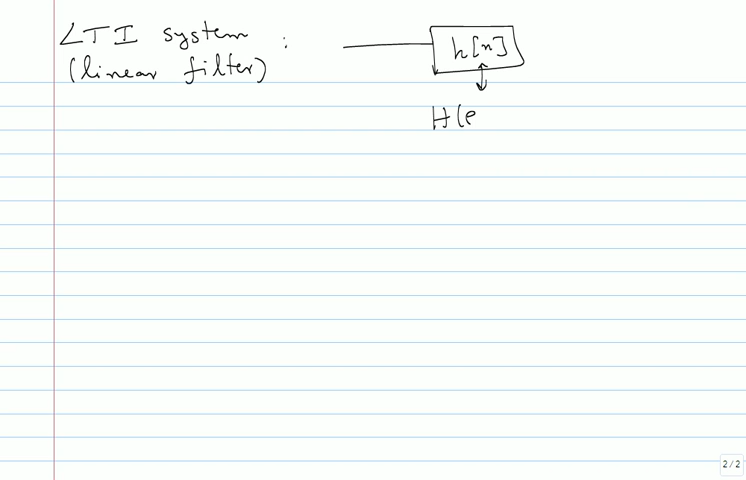 LTI system :
(linear filter)
h[n]
H(e
2/2